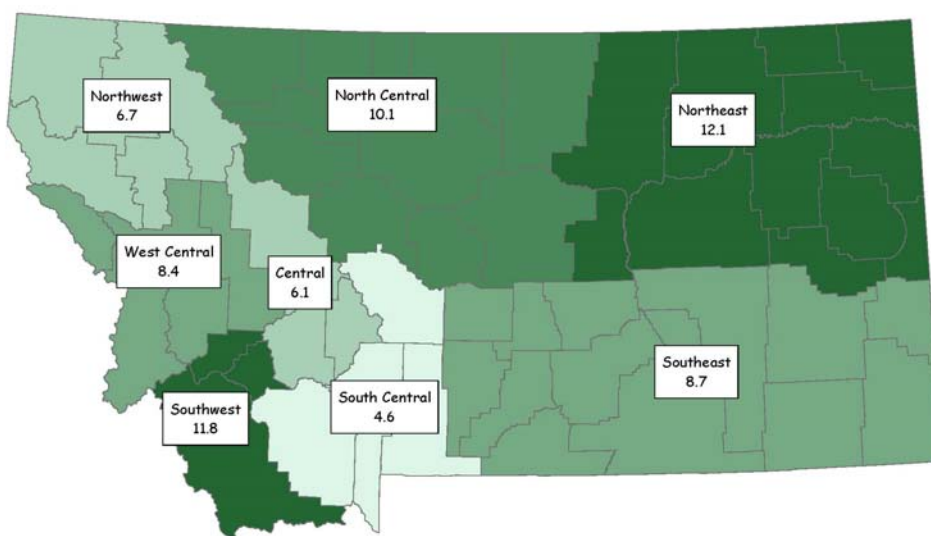 Northwest
6.7
North Central
10.1
Northeast
12.1
West Central
8.4
Central
6.1
Southeast
8.7
Southwest
11.8
South Central
4.6